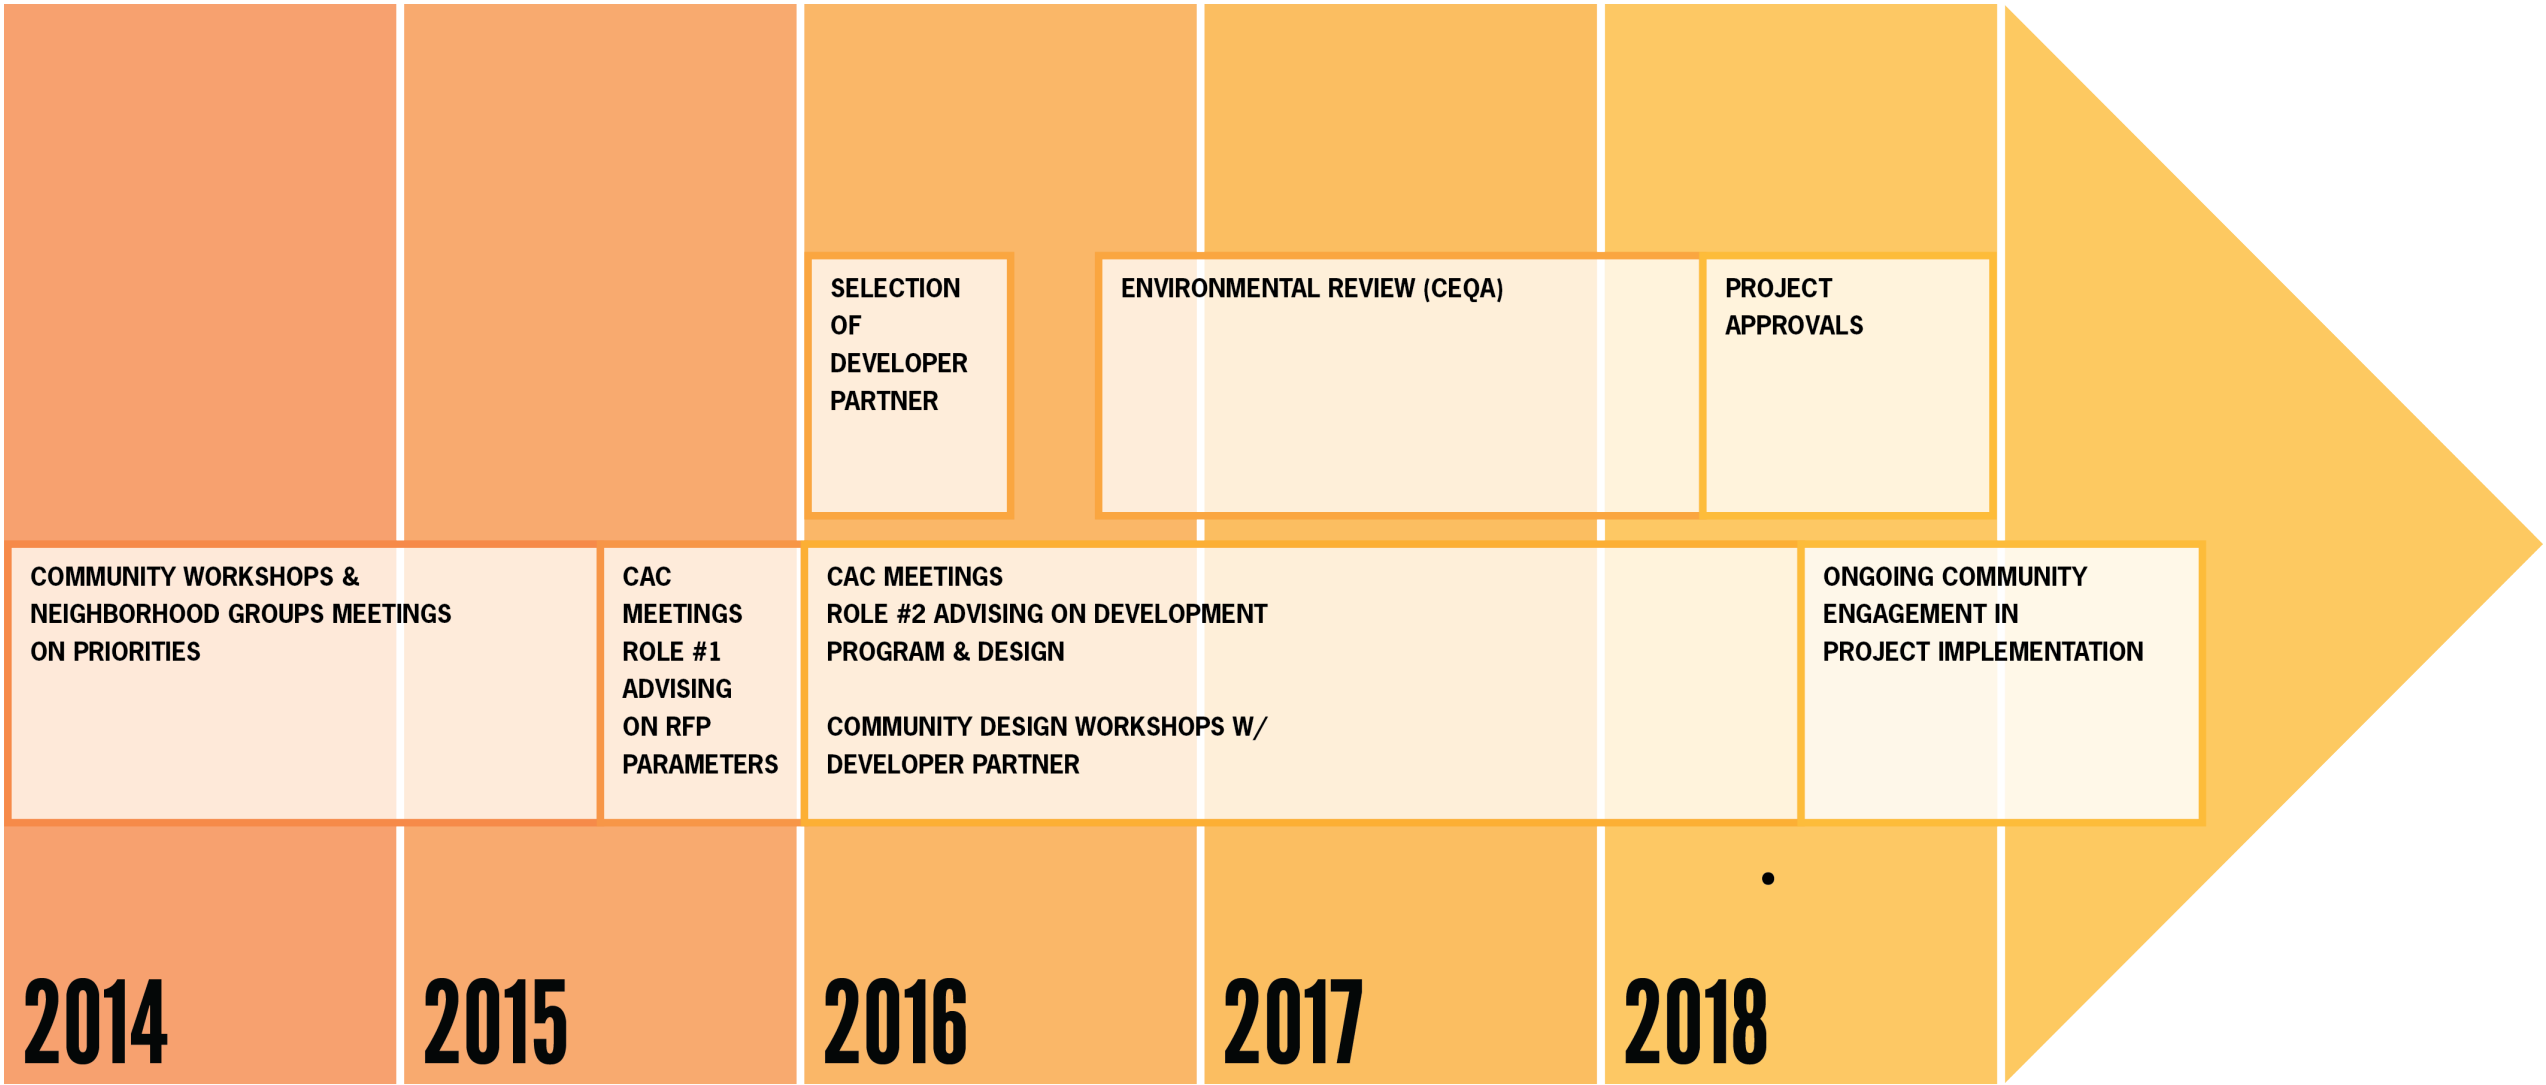 SELECTION
OF
DEVELOPER
PARTNER
ENVIRONMENTAL REVIEW (CEQA)
PROJECT
APPROVALS
COMMUNITY WORKSHOPS &
NEIGHBORHOOD GROUPS MEETINGS
ON PRIORITIES
CAC
MEETINGS
ROLE #1
ADVISING
ON RFP
PARAMETERS
CAC MEETINGS
ROLE #2 ADVISING ON DEVELOPMENT
PROGRAM & DESIGN
COMMUNITY DESIGN WORKSHOPS W/
DEVELOPER PARTNER
ONGOING COMMUNITY
ENGAGEMENT IN
PROJECT IMPLEMENTATION
2014
2015
2016
2017
2018